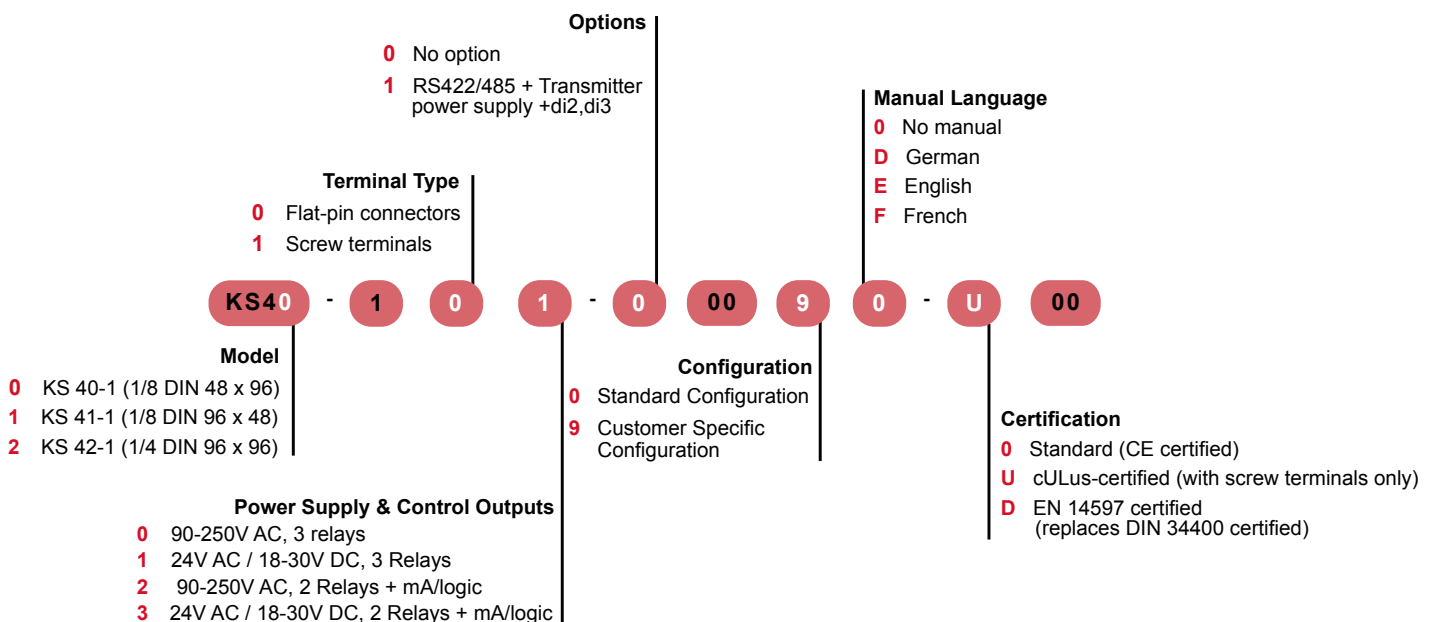 Options
0 No option
1 RS422/485 + Transmitter
power supply +di2,di3
Manual Language
0 No manual
D German
E English
F French
Terminal Type
0 Flat-pin connectors
1 Screw terminals
KS40 - 1 0 1 - 0 00 9 0 - U 00
Model
0 KS 40-1 (1/8 DIN 48 x 96)
1 KS 41-1 (1/8 DIN 96 x 48)
2 KS 42-1 (1/4 DIN 96 x 96)
Configuration
0 Standard Configuration
9 Customer Specific
Configuration
Certification
0 Standard (CE certified)
U cULus-certified (with screw terminals only)
D EN 14597 certified
(replaces DIN 34400 certified)
Power Supply & Control Outputs
0 90-250V AC, 3 relays
1 24V AC / 18-30V DC, 3 Relays
2 90-250V AC, 2 Relays + mA/logic
3 24V AC / 18-30V DC, 2 Relays + mA/logic